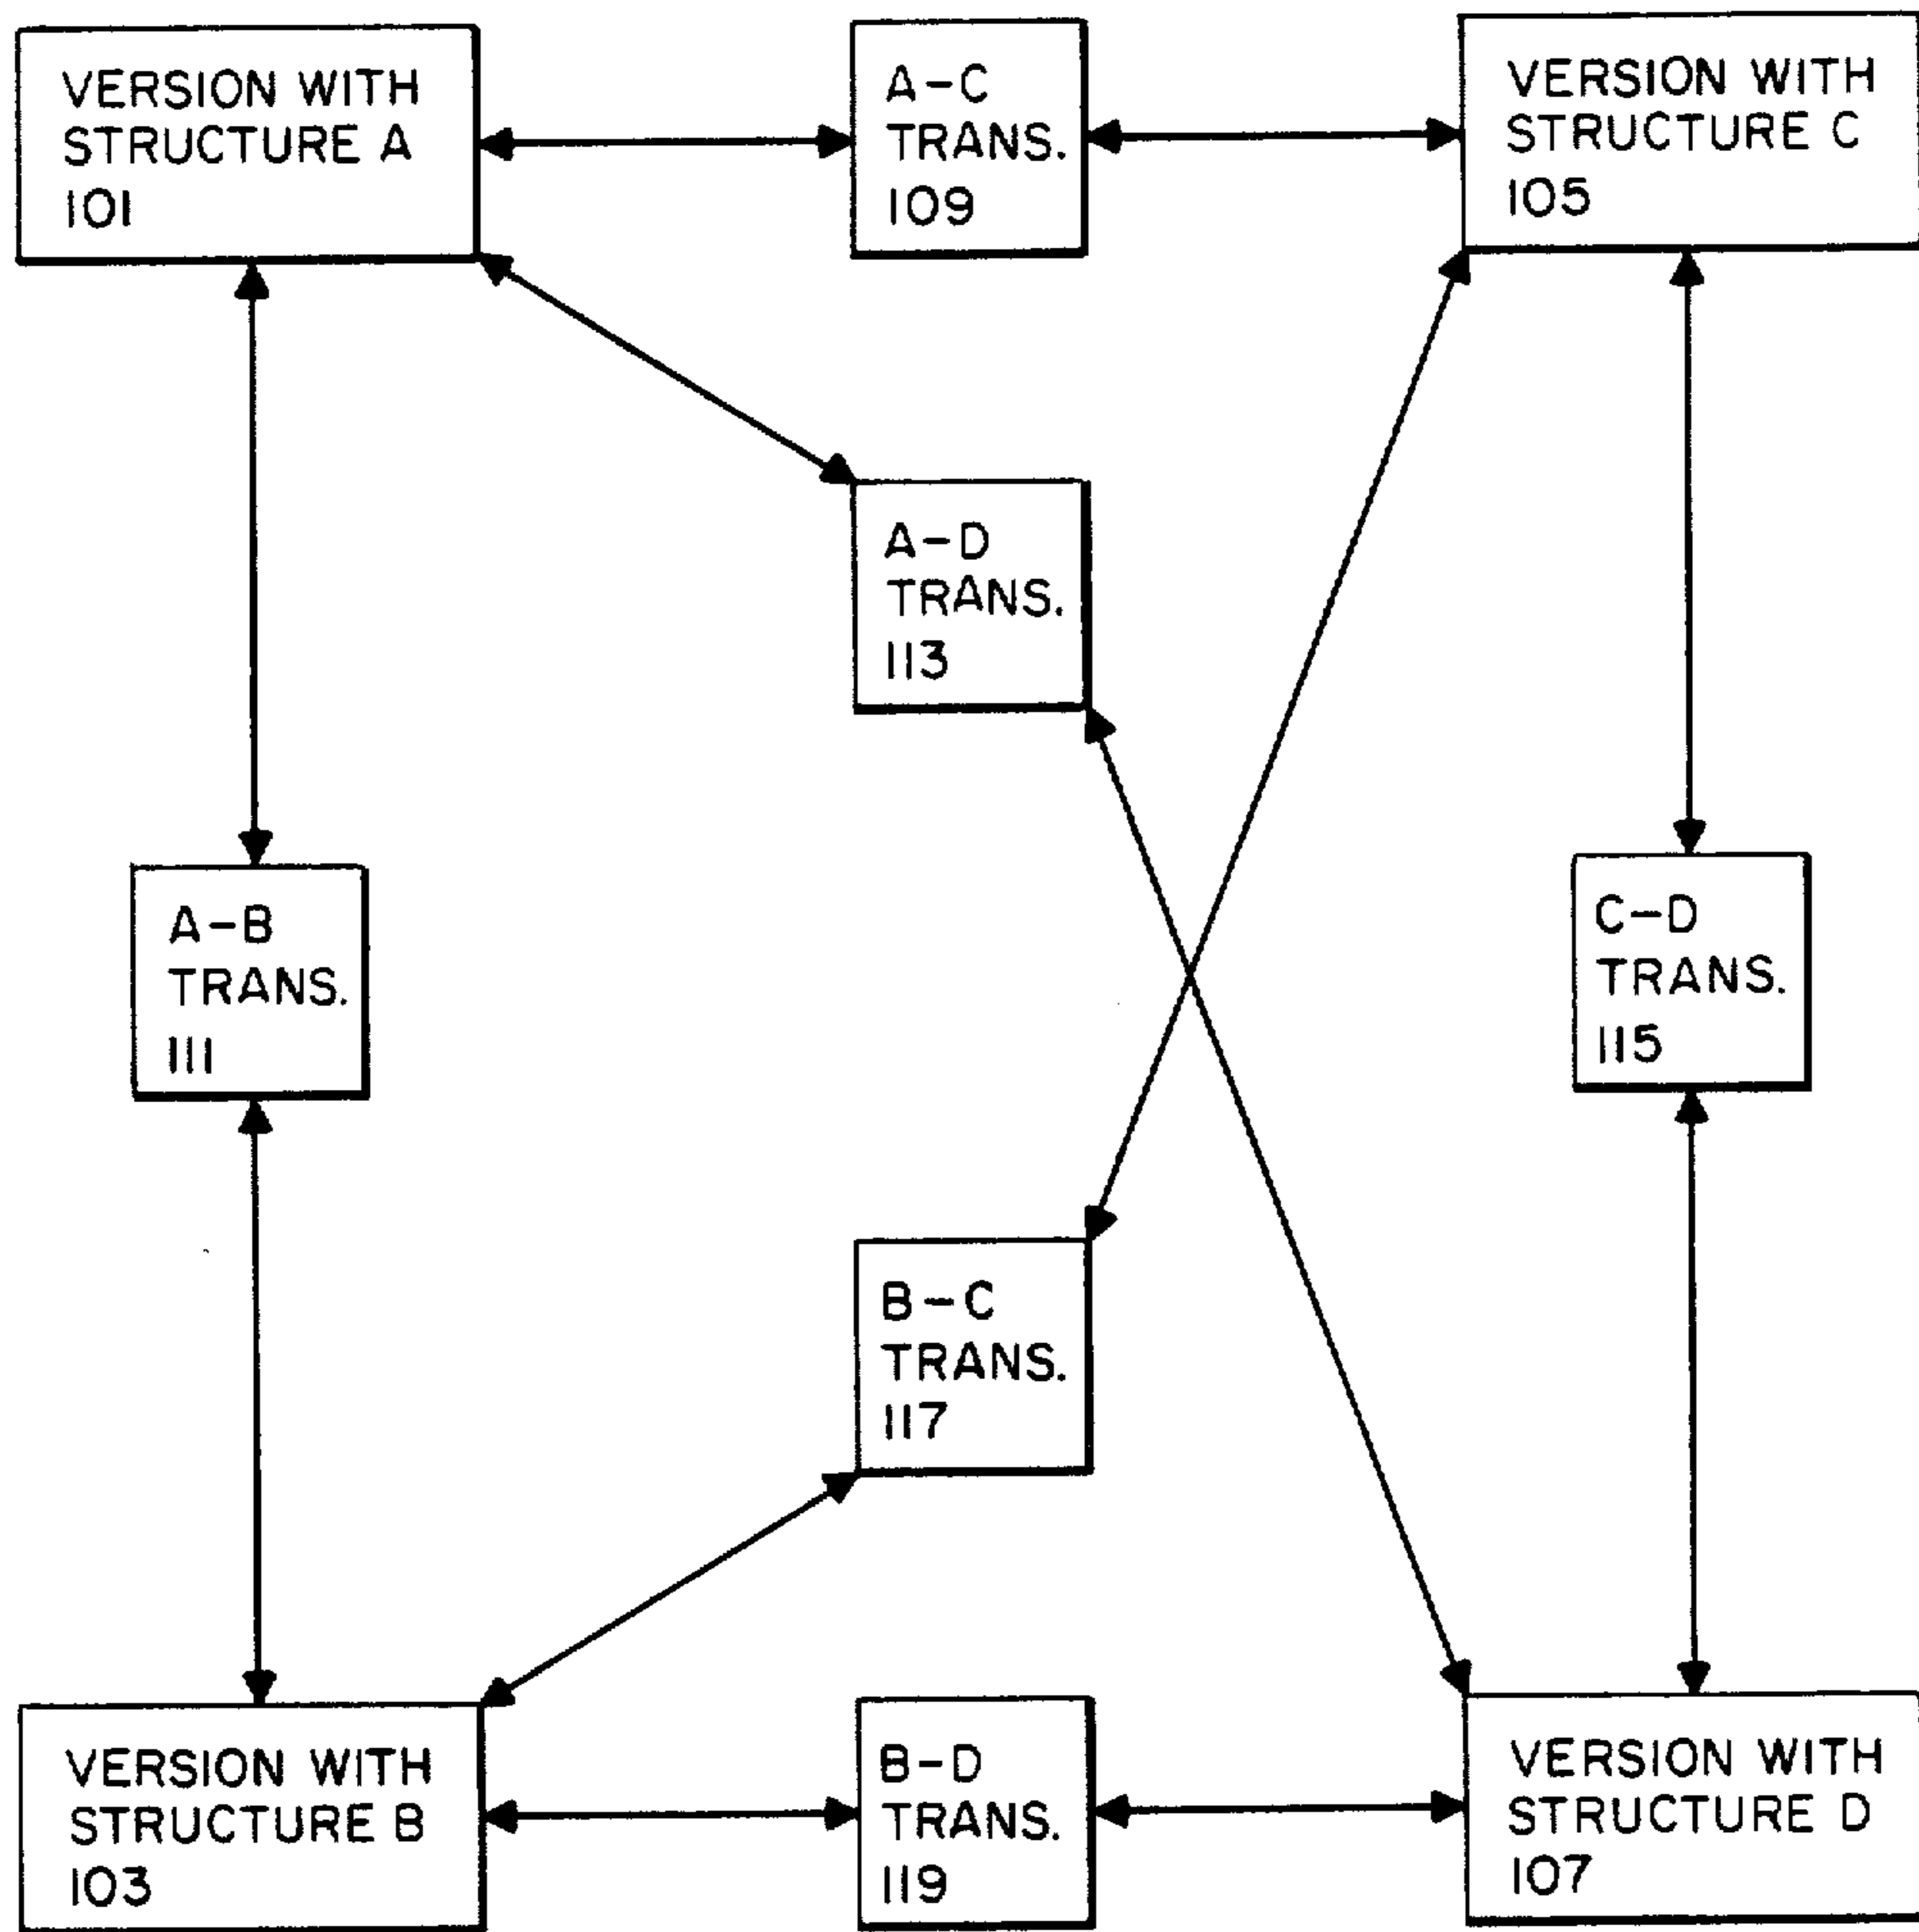 VERSION WITH
STRUCTURE A
101
A-C
TRANS.
109
VERSION WITH
STRUCTURE C
105
A-D
TRANS.
113
A-B
TRANS.
111
C-D
TRANS.
115
B-C
TRANS.
117
VERSION WITH
STRUCTURE B
103
B-D
TRANS.
119
VERSION WITH
STRUCTURE D
107